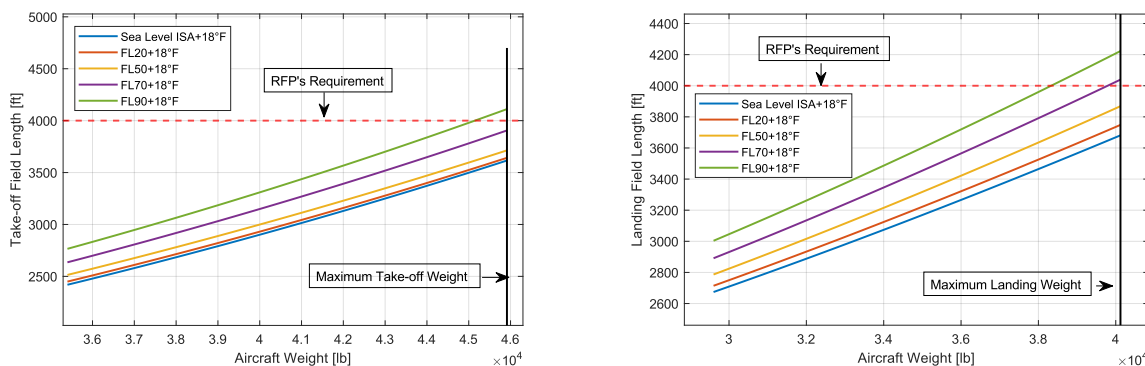 5000
4500
4000
3500
3000
2500
Take-off Field Length [ft]
Sea Level ISA+18°F
FL20+18°F
FL50+18°F
FL70+18°F
FL90+18°F
RFP's Requirement
Maximum Take-off Weight
3.6 3.7 3.8 3.9 4 4.1 4.2 4.3 4.4 4.5 4.6
Aircraft Weight [lb]
×10⁴
4400
4200
4000
3800
3600
3400
3200
3000
2800
2600
Landing Field Length [ft]
RFP's Requirement
Sea Level ISA+18°F
FL20+18°F
FL50+18°F
FL70+18°F
FL90+18°F
Maximum Landing Weight
3 3.2 3.4 3.6 3.8 4
Aircraft Weight [lb]
×10⁴